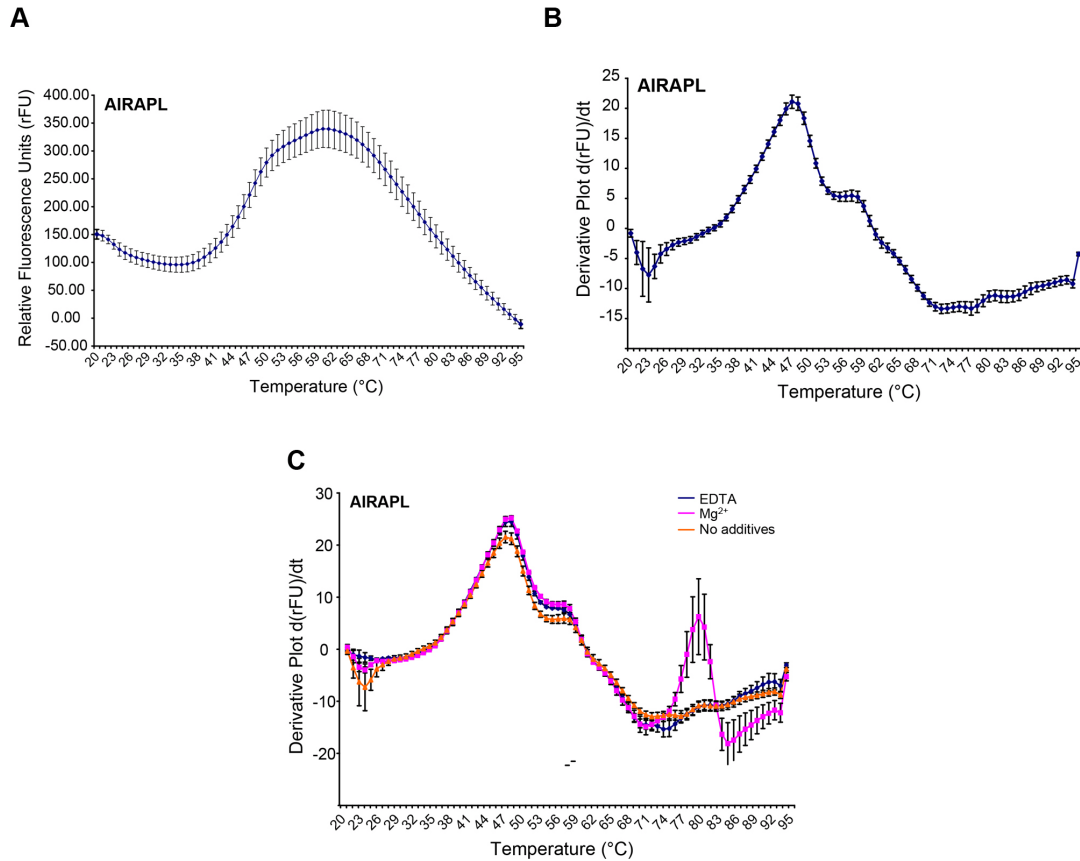 A
AIRAPL
Relative Fluorescence Units (rFU)
400.00
350.00
300.00
250.00
200.00
150.00
100.00
50.00
0.00
-50.00
20 23 26 29 32 35 38 41 44 47 50 53 56 59 62 65 68 71 74 77 80 83 86 89 92 95
Temperature (°C)
B
AIRAPL
Derivative Plot d(rFU)/dt
25
20
15
10
5
0
-5
-10
-15
20 23 26 29 32 35 38 41 44 47 50 53 56 59 62 65 68 71 74 77 80 83 86 89 92 95
Temperature (°C)
C
AIRAPL
EDTA
Mg²⁺
No additives
Derivative Plot d(rFU)/dt
30
20
10
0
-10
-20
20 23 26 29 32 35 38 41 44 47 50 53 56 59 62 65 68 71 74 77 80 83 86 89 92 95
Temperature (°C)